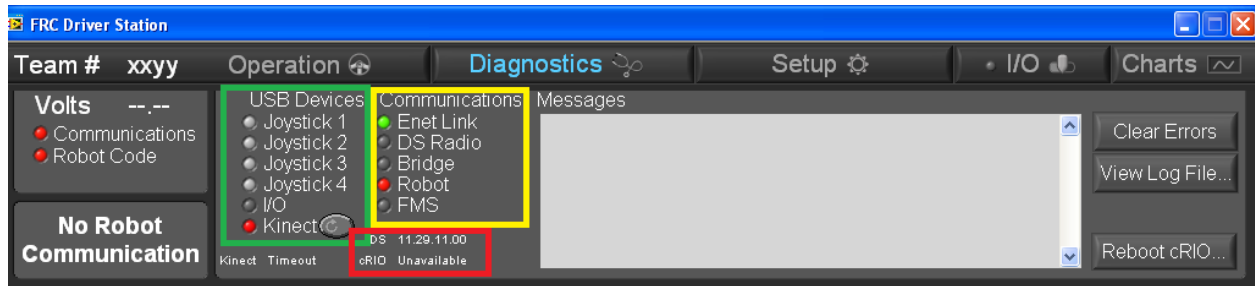 FRC Driver Station
Team # xxyy
Operation
Diagnostics
Setup
I/O
Charts
Volts --.--
Communications
Robot Code
No Robot
Communication
USB Devices
Joystick 1
Joystick 2
Joystick 3
Joystick 4
I/O
Kinect
Kinect Timeout
Communications
Enet Link
DS Radio
Bridge
Robot
FMS
DS 11.29.11.00
cRIO Unavailable
Messages
Clear Errors
View Log File...
Reboot cRIO...